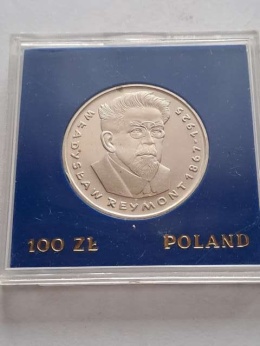 WŁADYSŁAW REYMONT 1867-1925
100 ZŁ POLAND